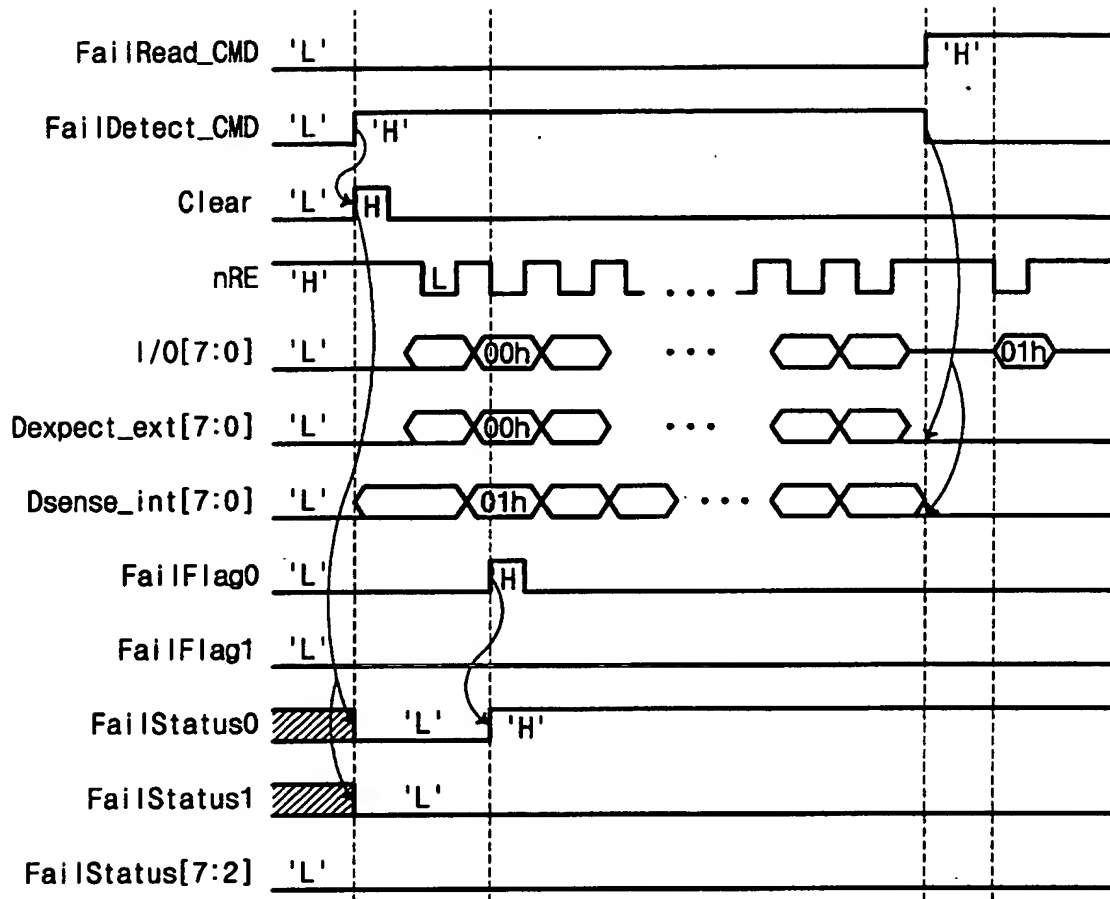 FailRead_CMD 'L' 'H'
FailDetect_CMD 'L' 'H'
Clear 'L' H
nRE 'H' L ...
I/O[7:0] 'L' 00h ... 01h
Dexpect_ext[7:0] 'L' 00h ...
Dsense_int[7:0] 'L' 01h ....
FailFlag0 'L' H
FailFlag1 'L'
FailStatus0 'L' 'H'
FailStatus1 'L'
FailStatus[7:2] 'L'